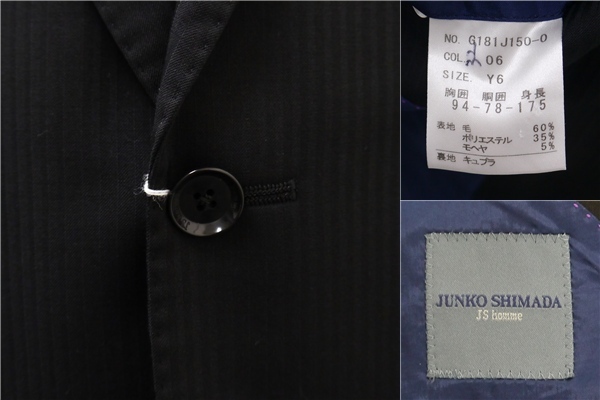 NO. G181J150-0
COL. 2 06
SIZE. Y6
胸囲 胴囲 身長
94-78-175
表地 毛 60%
ポリエステル 35%
モヘヤ 5%
裏地 キュプラ
JUNKO SHIMADA
JS homme